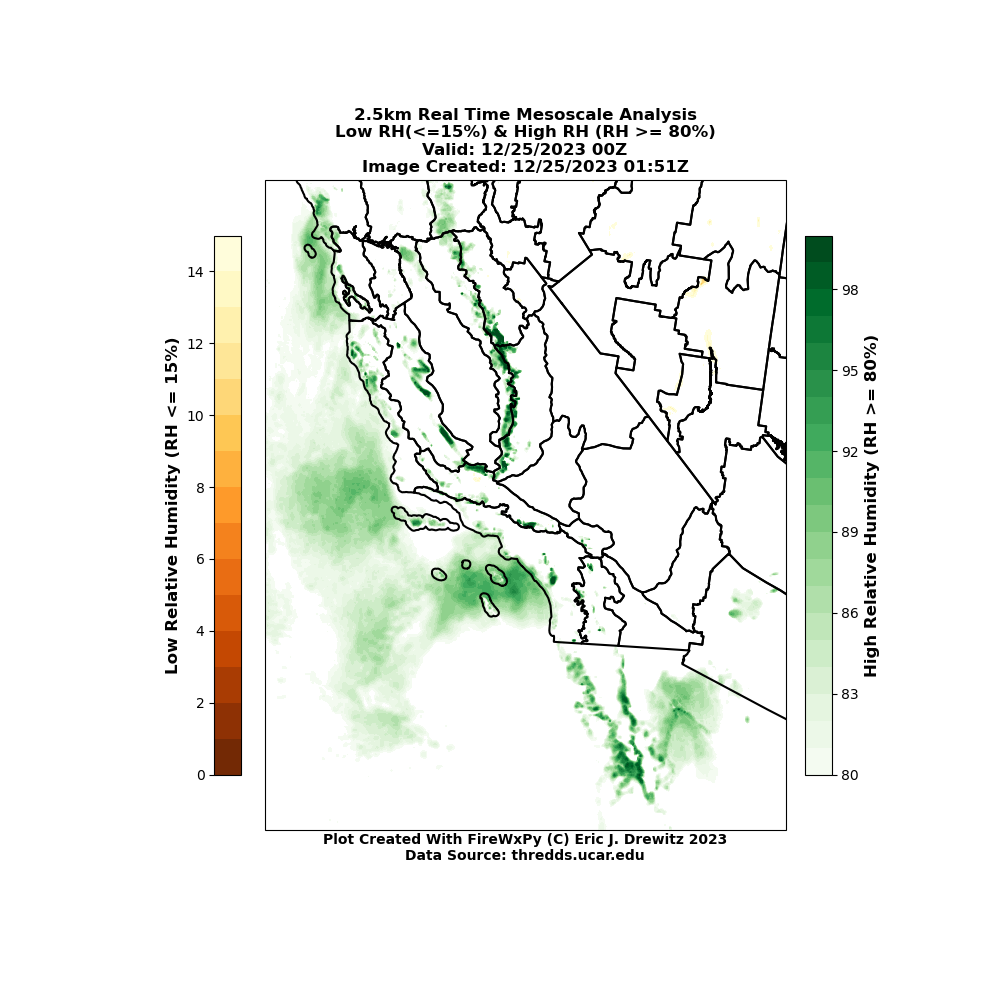 2.5km Real Time Mesoscale Analysis
Low RH(<=15%) & High RH (RH >= 80%)
Valid: 12/25/2023 00Z
Image Created: 12/25/2023 01:51Z
Low Relative Humidity (RH <= 15%)
14
12
10
8
6
4
2
0
98
95
92
89
86
83
80
High Relative Humidity (RH >= 80%)
Plot Created With FireWxPy (C) Eric J. Drewitz 2023
Data Source: thredds.ucar.edu